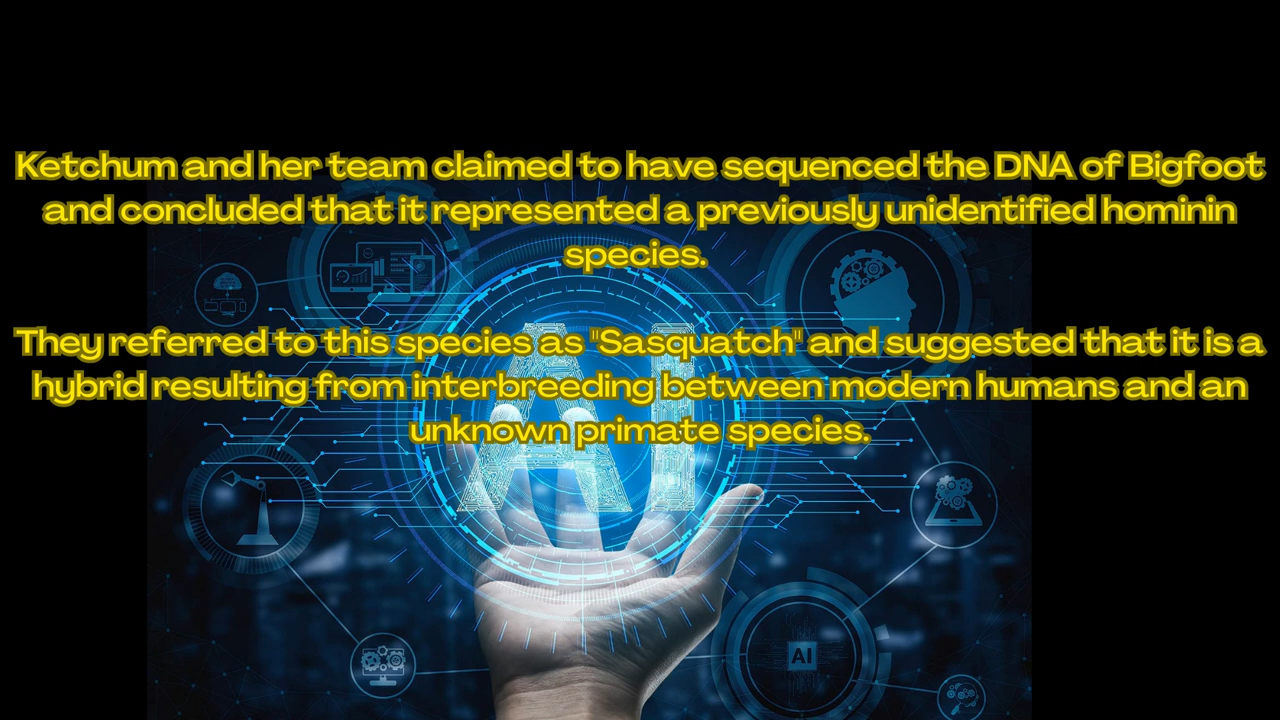 Ketchum and her team claimed to have sequenced the DNA of Bigfoot
and concluded that it represented a previously unidentified hominin
species.
They referred to this species as "Sasquatch" and suggested that it is a
hybrid resulting from interbreeding between modern humans and an
unknown primate species.
AI
AI